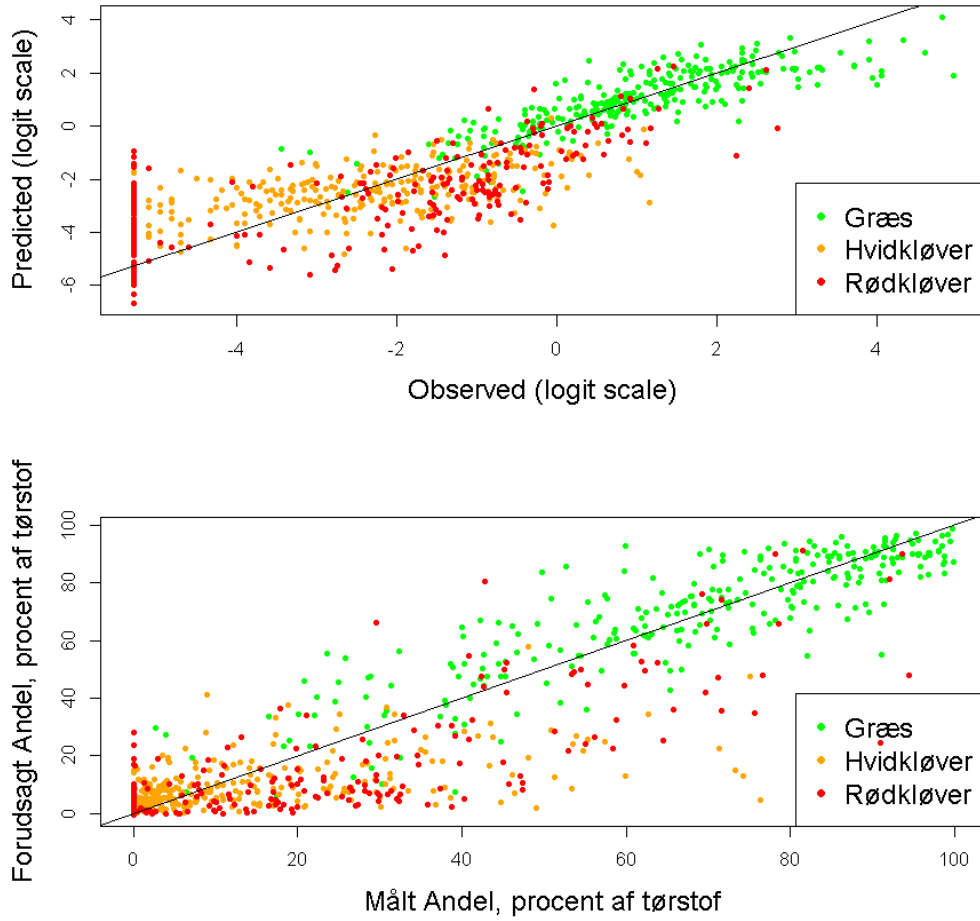 Predicted (logit scale)
4
2
0
-2
-4
-6
Græs
Hvidkløver
Rødkløver
-4
-2
0
2
4
Observed (logit scale)
Forudsagt Andel, procent af tørstof
100
80
60
40
20
0
Græs
Hvidkløver
Rødkløver
0
20
40
60
80
100
Målt Andel, procent af tørstof